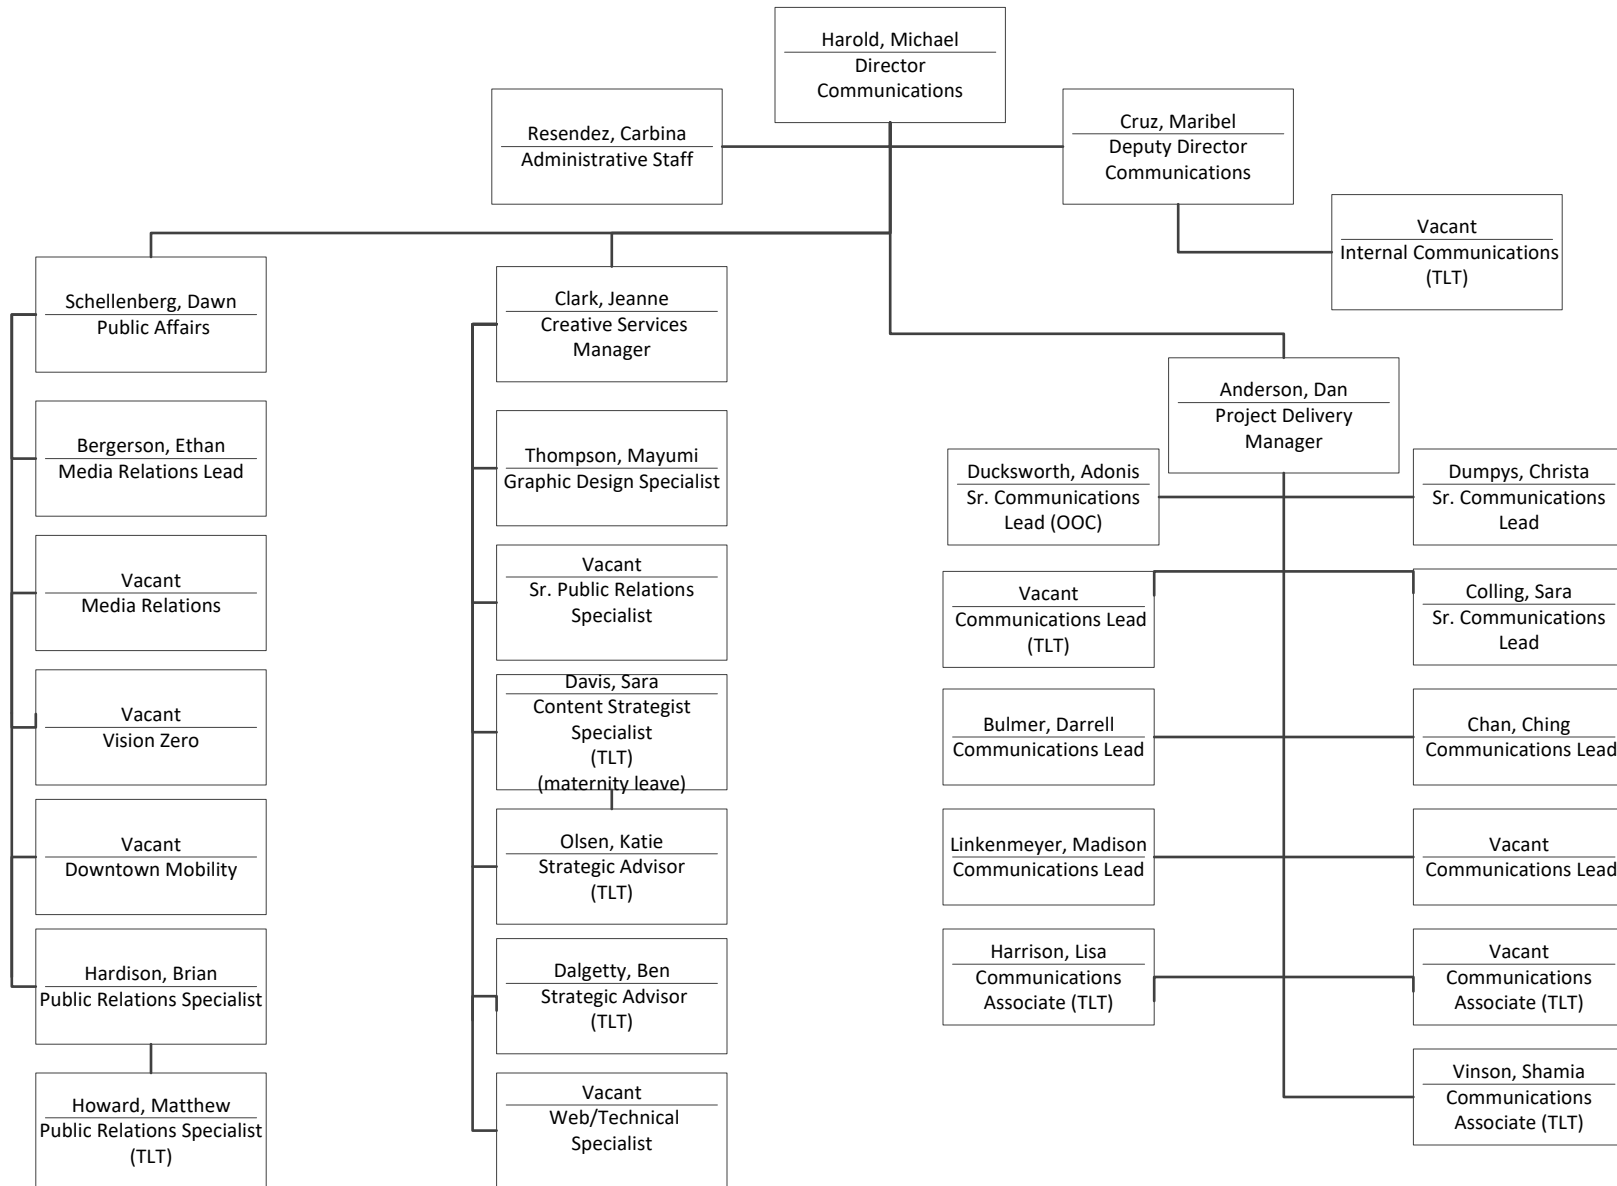 Harold, Michael
Director
Communications
Resendez, Carbina
Administrative Staff
Cruz, Maribel
Deputy Director
Communications
Vacant
Internal Communications
(TLT)
Schellenberg, Dawn
Public Affairs
Bergerson, Ethan
Media Relations Lead
Vacant
Media Relations
Vacant
Vision Zero
Vacant
Downtown Mobility
Hardison, Brian
Public Relations Specialist
Howard, Matthew
Public Relations Specialist
(TLT)
Clark, Jeanne
Creative Services
Manager
Thompson, Mayumi
Graphic Design Specialist
Vacant
Sr. Public Relations
Specialist
Davis, Sara
Content Strategist
Specialist
(TLT)
(maternity leave)
Olsen, Katie
Strategic Advisor
(TLT)
Dalgetty, Ben
Strategic Advisor
(TLT)
Vacant
Web/Technical
Specialist
Anderson, Dan
Project Delivery
Manager
Ducksworth, Adonis
Sr. Communications
Lead (OOC)
Dumpys, Christa
Sr. Communications
Lead
Vacant
Communications Lead
(TLT)
Colling, Sara
Sr. Communications
Lead
Bulmer, Darrell
Communications Lead
Chan, Ching
Communications Lead
Linkenmeyer, Madison
Communications Lead
Vacant
Communications Lead
Harrison, Lisa
Communications
Associate (TLT)
Vacant
Communications
Associate (TLT)
Vinson, Shamia
Communications
Associate (TLT)